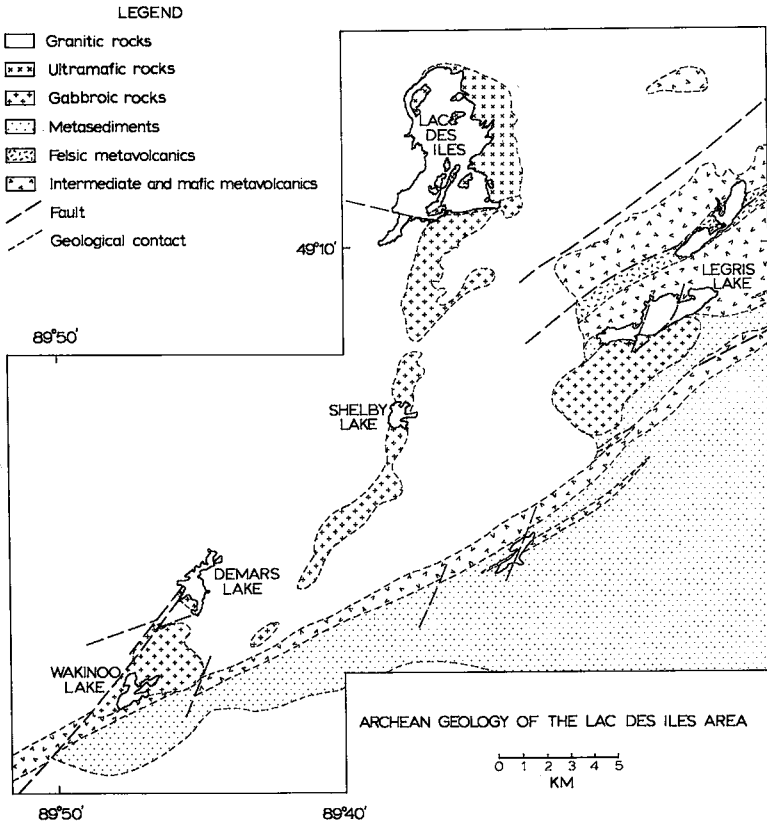 LEGEND
Granitic rocks
Ultramafic rocks
Gabbroic rocks
Metasediments
Felsic metavolcanics
Intermediate and mafic metavolcanics
Fault
Geological contact
LAC
DES
ILES
49°10'
LEGRIS
LAKE
89°50'
SHELBY
LAKE
DEMARS
LAKE
WAKINOO
LAKE
ARCHEAN GEOLOGY OF THE LAC DES ILES AREA
0 1 2 3 4 5
KM
89°50'
89°40'